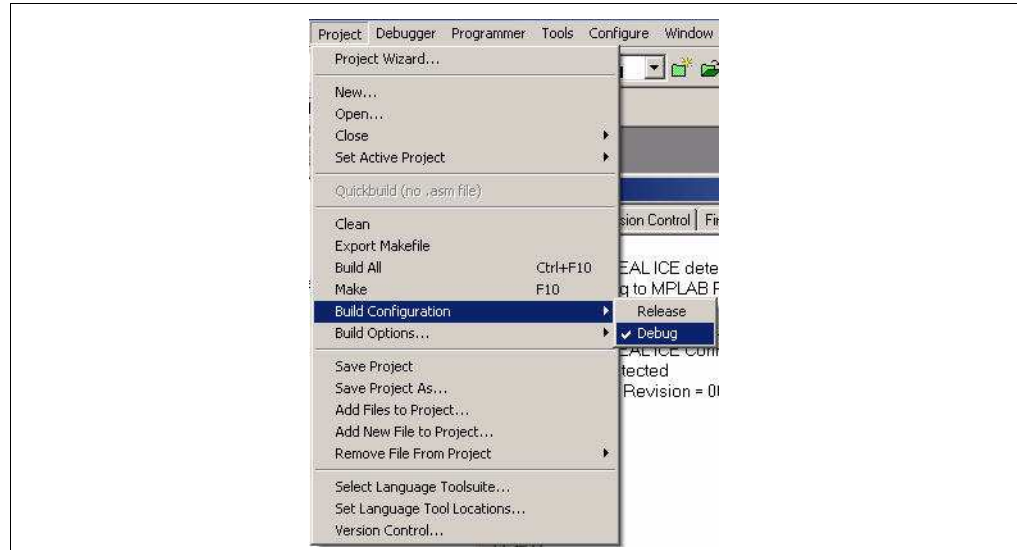 Project Debugger Programmer Tools Configure Window
Project Wizard...
New...
Open...
Close
Set Active Project
Quickbuild (no .asm file)
Clean
Export Makefile
Build All Ctrl+F10
Make F10
Build Configuration
Build Options...
Save Project
Save Project As...
Add Files to Project...
Add New File to Project...
Remove File From Project
Select Language Toolsuite...
Set Language Tool Locations...
Version Control...
Release
Debug
sion Control
EAL ICE dete
to MPLAB
EAL ICE
tected
Revision =